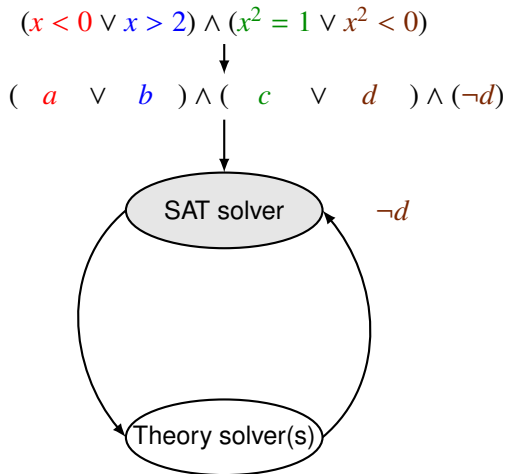 (x < 0 ∨ x > 2) ∧ (x² = 1 ∨ x² < 0)
( a ∨ b ) ∧ ( c ∨ d ) ∧ (¬d)
SAT solver
¬d
Theory solver(s)